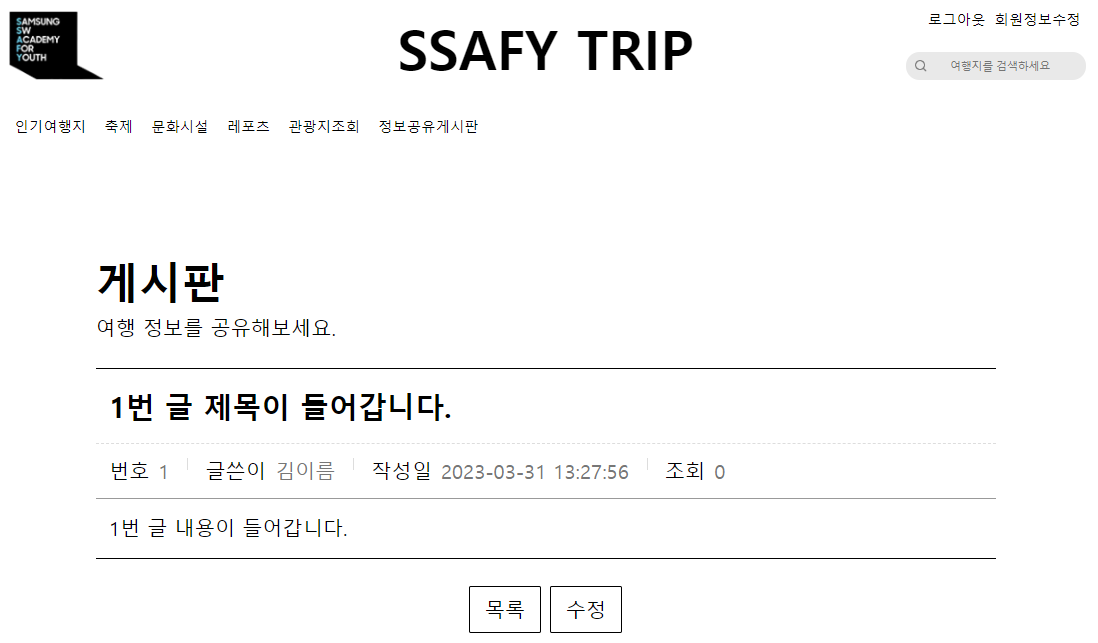 SAMSUNG
SW
ACADEMY
FOR
YOUTH
SSAFY TRIP
로그아웃 회원정보수정
여행지를 검색하세요
인기여행지 축제 문화시설 레포츠 관광지조회 정보공유게시판
게시판
여행 정보를 공유해보세요.
1번 글 제목이 들어갑니다.
번호 1 글쓴이 김이름 작성일 2023-03-31 13:27:56 조회 0
1번 글 내용이 들어갑니다.
목록 수정